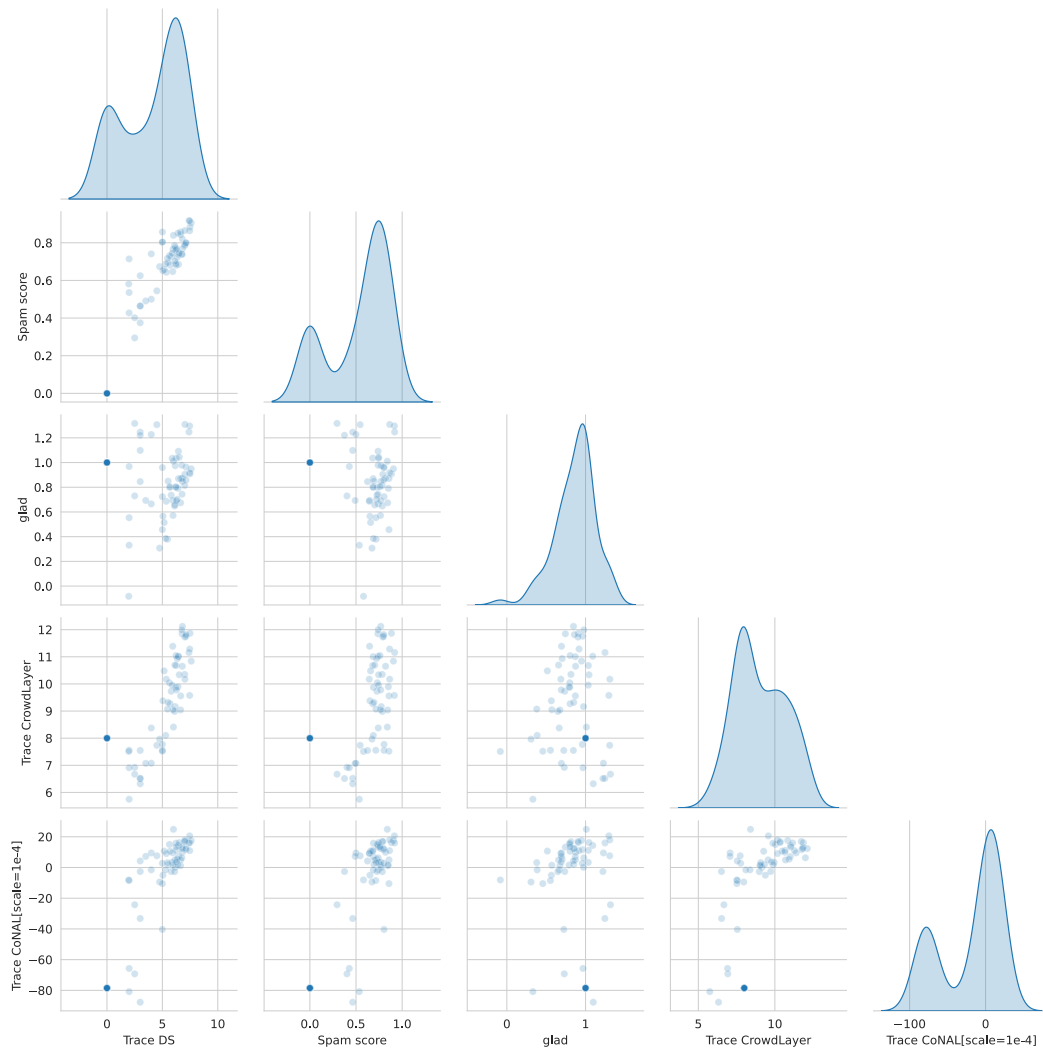 Spam score
0.8
0.6
0.4
0.2
0.0
glad
1.2
1.0
0.8
0.6
0.4
0.2
0.0
Trace CrowdLayer
12
11
10
9
8
7
6
Trace CoNAL[scale=1e-4]
20
0
−20
−40
−60
−80
0 5 10
Trace DS
0.0 0.5 1.0
Spam score
0 1
glad
5 10
Trace CrowdLayer
−100 0
Trace CoNAL[scale=1e-4]